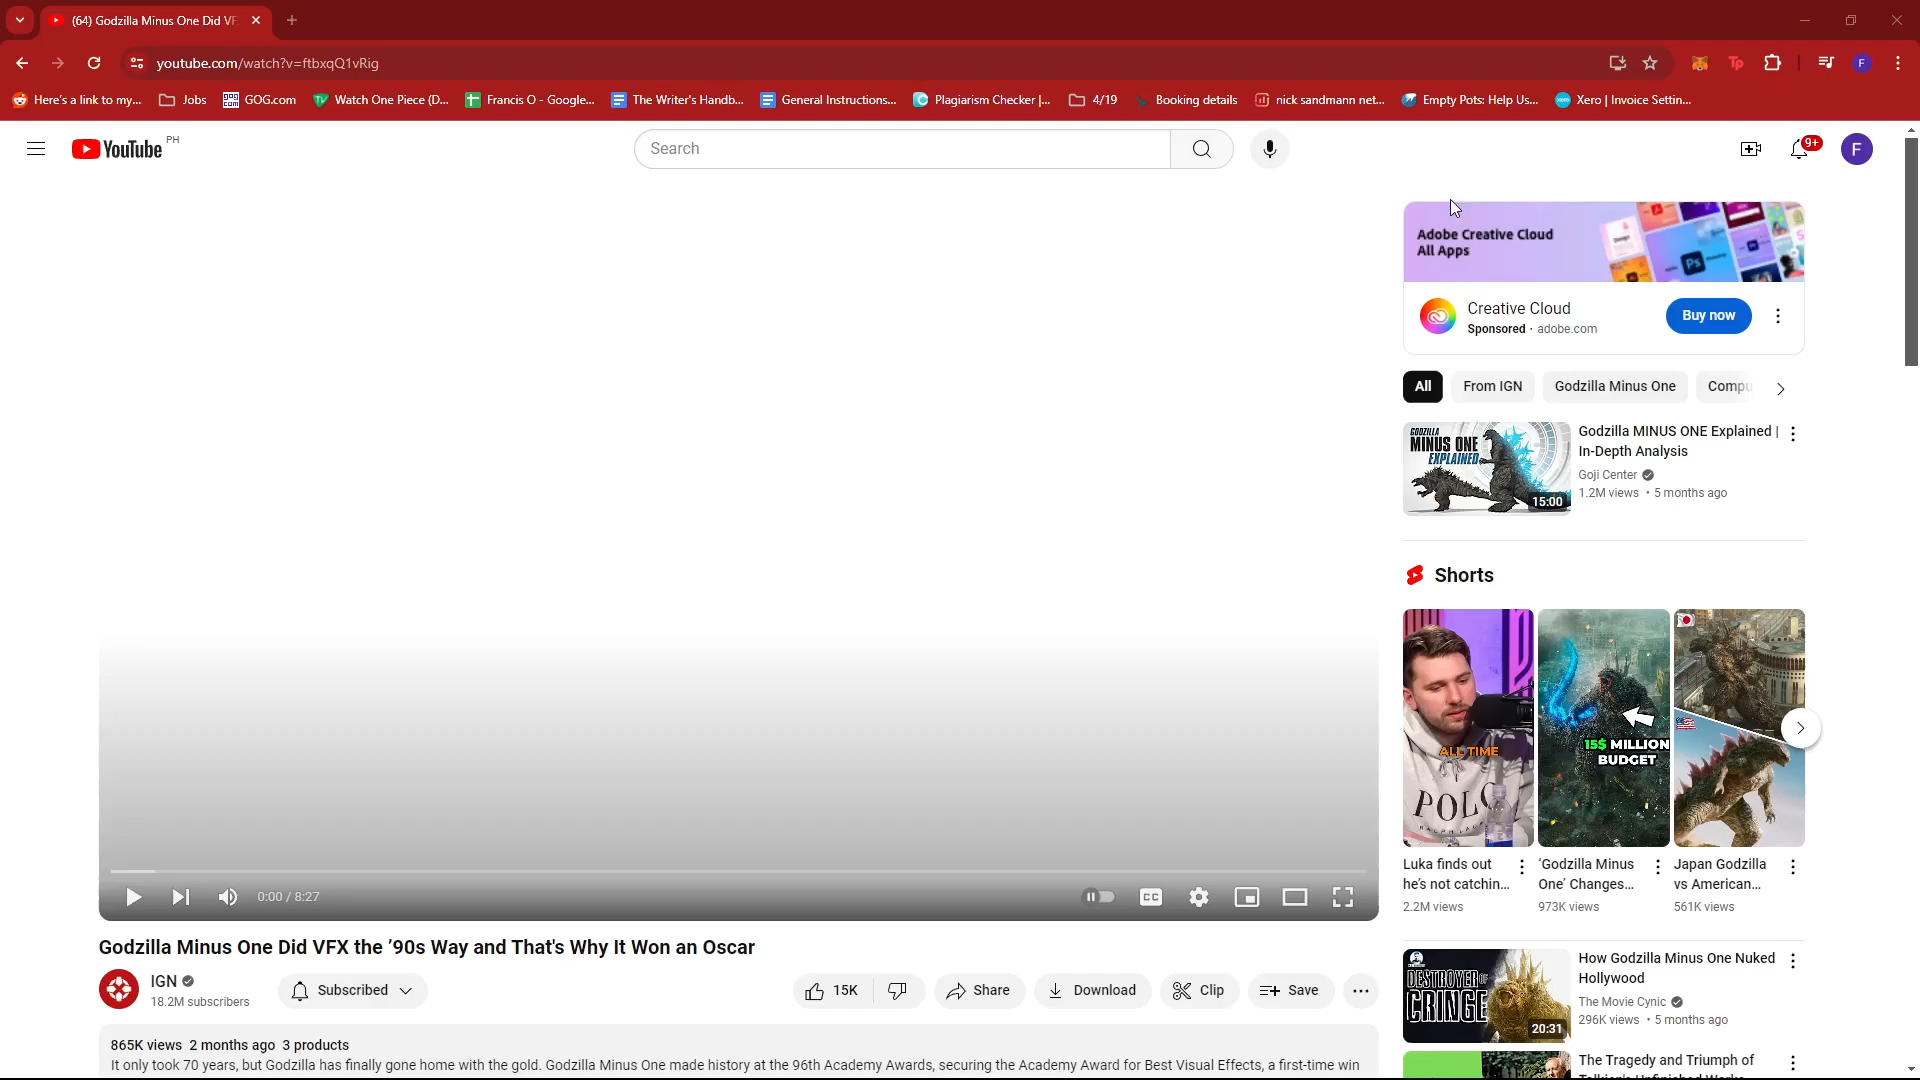 (64) Godzilla Minus One Did VF
youtube.com/watch?v=ftbxqQ1vRig
Tp
F
Here's a link to my...
Jobs
GOG.com
Watch One Piece (D...
Francis O - Google...
The Writer's Handb...
General Instructions...
Plagiarism Checker |...
4/19
Booking details
nick sandmann net...
Empty Pots: Help Us...
Xero | Invoice Settin...
YouTube PH
Search
9+
F
Adobe Creative Cloud
All Apps
Ps
Creative Cloud
Sponsored · adobe.com
Buy now
All
From IGN
Godzilla Minus One
Compu
GODZILLA
MINUS ONE
EXPLAINED
15:00
Godzilla MINUS ONE Explained |
In-Depth Analysis
Goji Center
1.2M views • 5 months ago
Shorts
ALL TIME
POLO
RALPH LAUREN
15$ MILLION
BUDGET
Luka finds out
he's not catchin...
2.2M views
'Godzilla Minus
One' Changes...
973K views
Japan Godzilla
vs American...
561K views
0:00 / 8:27
CC
Godzilla Minus One Did VFX the '90s Way and That's Why It Won an Oscar
IGN
18.2M subscribers
Subscribed
15K
Share
Download
Clip
Save
865K views 2 months ago 3 products
It only took 70 years, but Godzilla has finally gone home with the gold. Godzilla Minus One made history at the 96th Academy Awards, securing the Academy Award for Best Visual Effects, a first-time win
DESTROYER OF
CRINGE
20:31
How Godzilla Minus One Nuked
Hollywood
The Movie Cynic
296K views • 5 months ago
The Tragedy and Triumph of